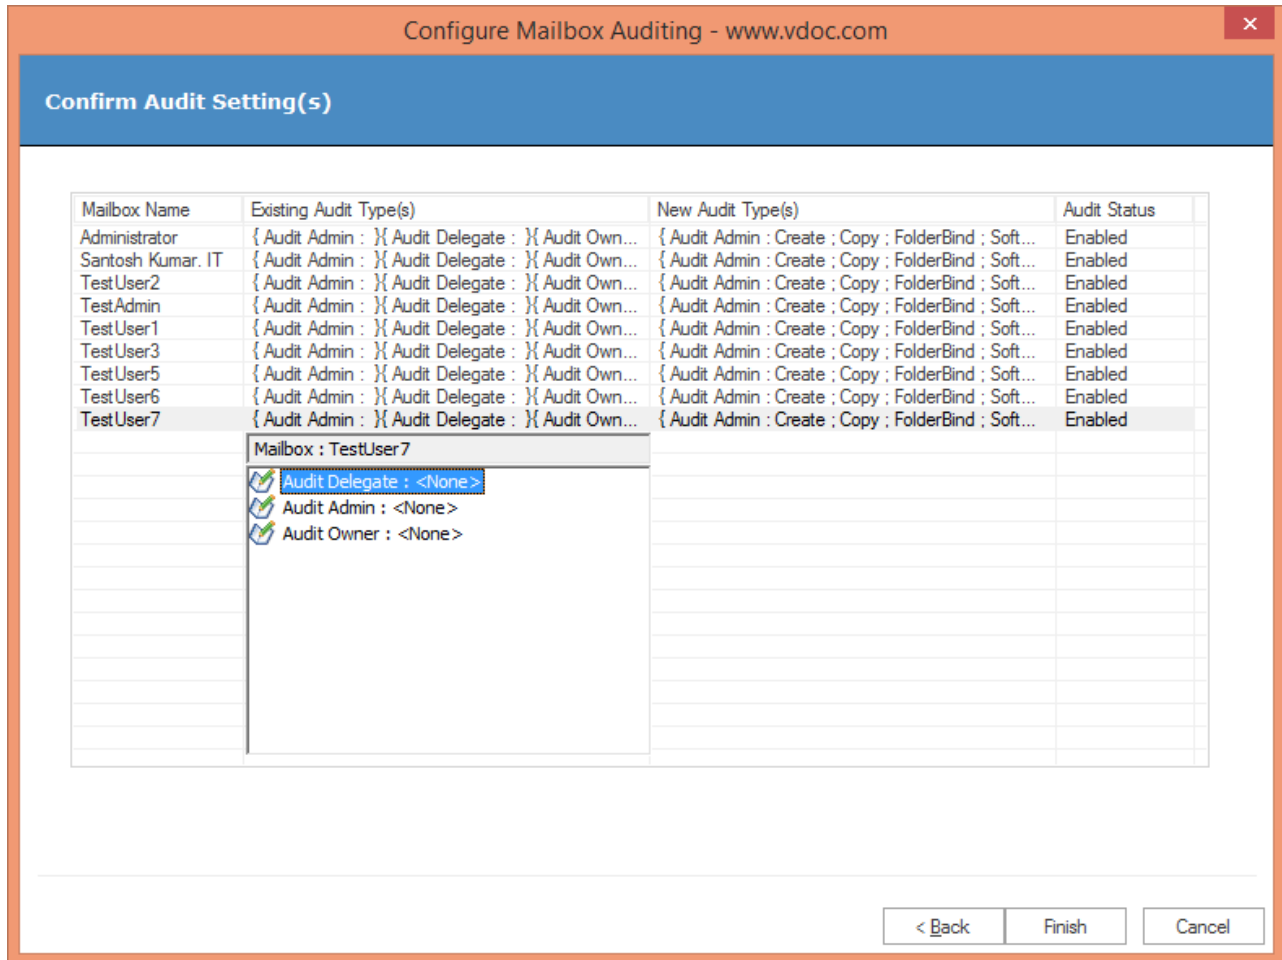 Configure Mailbox Auditing - www.vdoc.com
Confirm Audit Setting(s)
Mailbox Name Existing Audit Type(s) New Audit Type(s) Audit Status
Administrator { Audit Admin : }{ Audit Delegate : }{ Audit Own... { Audit Admin : Create ; Copy ; FolderBind ; Soft... Enabled
Santosh Kumar. IT { Audit Admin : }{ Audit Delegate : }{ Audit Own... { Audit Admin : Create ; Copy ; FolderBind ; Soft... Enabled
TestUser2 { Audit Admin : }{ Audit Delegate : }{ Audit Own... { Audit Admin : Create ; Copy ; FolderBind ; Soft... Enabled
TestAdmin { Audit Admin : }{ Audit Delegate : }{ Audit Own... { Audit Admin : Create ; Copy ; FolderBind ; Soft... Enabled
TestUser1 { Audit Admin : }{ Audit Delegate : }{ Audit Own... { Audit Admin : Create ; Copy ; FolderBind ; Soft... Enabled
TestUser3 { Audit Admin : }{ Audit Delegate : }{ Audit Own... { Audit Admin : Create ; Copy ; FolderBind ; Soft... Enabled
TestUser5 { Audit Admin : }{ Audit Delegate : }{ Audit Own... { Audit Admin : Create ; Copy ; FolderBind ; Soft... Enabled
TestUser6 { Audit Admin : }{ Audit Delegate : }{ Audit Own... { Audit Admin : Create ; Copy ; FolderBind ; Soft... Enabled
TestUser7 { Audit Admin : }{ Audit Delegate : }{ Audit Own... { Audit Admin : Create ; Copy ; FolderBind ; Soft... Enabled
Mailbox : TestUser7
Audit Delegate : <None>
Audit Admin : <None>
Audit Owner : <None>
< Back Finish Cancel